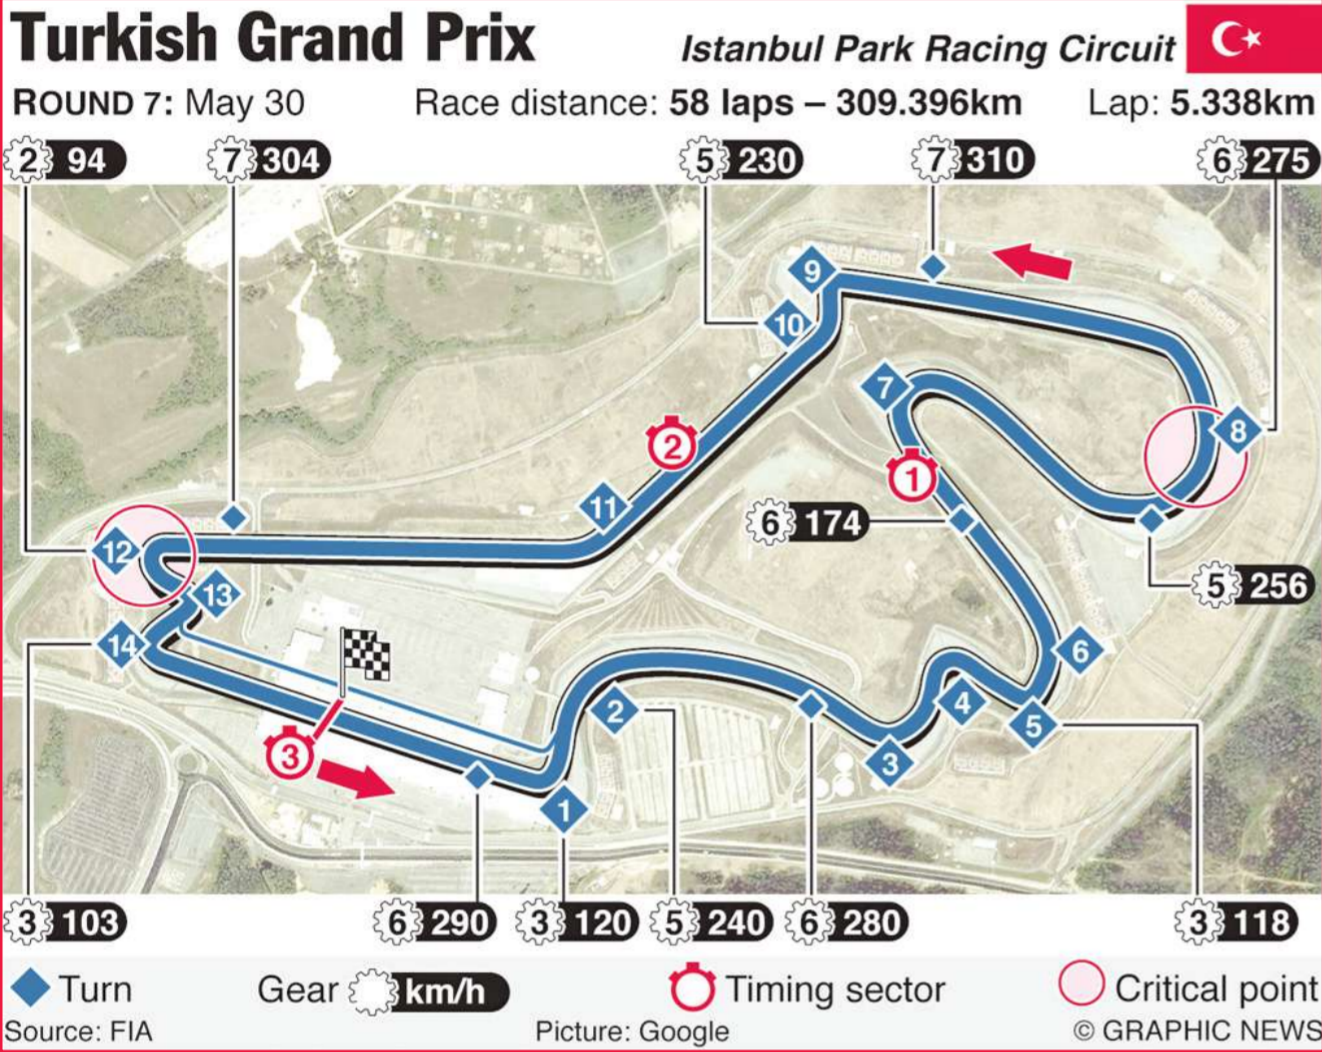 Turkish Grand Prix
Istanbul Park Racing Circuit
ROUND 7: May 30
Race distance: 58 laps – 309.396km
Lap: 5.338km
2 94
7 304
5 230
7 310
6 275
9
10
7
8
2
1
11
6 174
12
13
5 256
14
6
2
4
5
3
3
1
3 103
6 290
3 120
5 240
6 280
3 118
Turn
Gear km/h
Timing sector
Critical point
Source: FIA
Picture: Google
© GRAPHIC NEWS